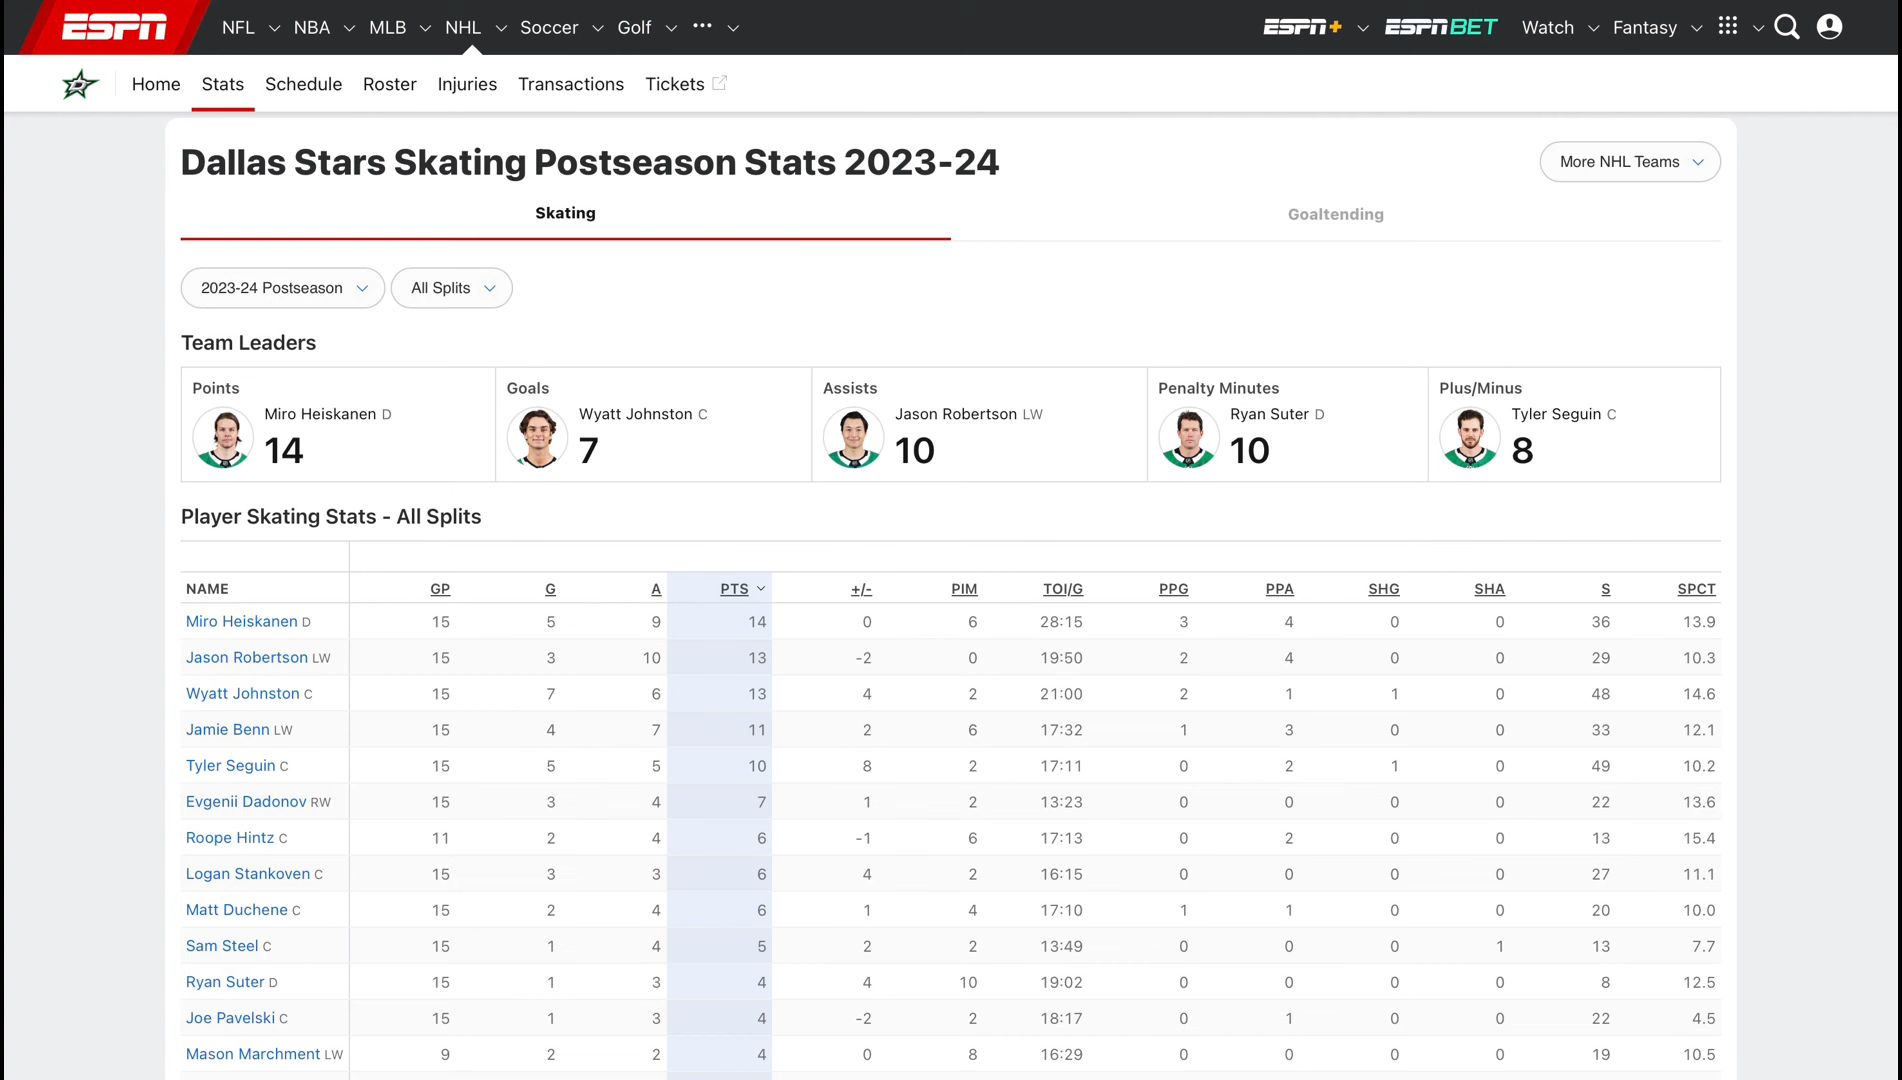 ESPN NFL NBA MLB NHL Soccer Golf ... ESPN+ ESPN BET Watch Fantasy
Home Stats Schedule Roster Injuries Transactions Tickets
Dallas Stars Skating Postseason Stats 2023-24 More NHL Teams
Skating Goaltending
2023-24 Postseason All Splits
Team Leaders
Points Goals Assists Penalty Minutes Plus/Minus
Miro Heiskanen D Wyatt Johnston C Jason Robertson LW Ryan Suter D Tyler Seguin C
14 7 10 10 8
Player Skating Stats - All Splits
NAME GP G A PTS +/- PIM TOI/G PPG PPA SHG SHA S SPCT
Miro Heiskanen D 15 5 9 14 0 6 28:15 3 4 0 0 36 13.9
Jason Robertson LW 15 3 10 13 -2 0 19:50 2 4 0 0 29 10.3
Wyatt Johnston C 15 7 6 13 4 2 21:00 2 1 1 0 48 14.6
Jamie Benn LW 15 4 7 11 2 6 17:32 1 3 0 0 33 12.1
Tyler Seguin C 15 5 5 10 8 2 17:11 0 2 1 0 49 10.2
Evgenii Dadonov RW 15 3 4 7 1 2 13:23 0 0 0 0 22 13.6
Roope Hintz C 11 2 4 6 -1 6 17:13 0 2 0 0 13 15.4
Logan Stankoven C 15 3 3 6 4 2 16:15 0 0 0 0 27 11.1
Matt Duchene C 15 2 4 6 1 4 17:10 1 1 0 0 20 10.0
Sam Steel C 15 1 4 5 2 2 13:49 0 0 0 1 13 7.7
Ryan Suter D 15 1 3 4 4 10 19:02 0 0 0 0 8 12.5
Joe Pavelski C 15 1 3 4 -2 2 18:17 0 1 0 0 22 4.5
Mason Marchment LW 9 2 2 4 0 8 16:29 0 0 0 0 19 10.5